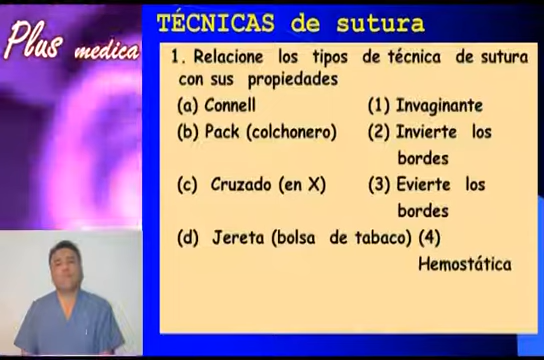 Plus medica
TÉCNICAS de sutura
1. Relacione los tipos de técnica de sutura
con sus propiedades
(a) Connell (1) Invaginante
(b) Pack (colchonero) (2) Invierte los
bordes
(c) Cruzado (en X) (3) Evierte los
bordes
(d) Jereta (bolsa de tabaco) (4)
Hemostática